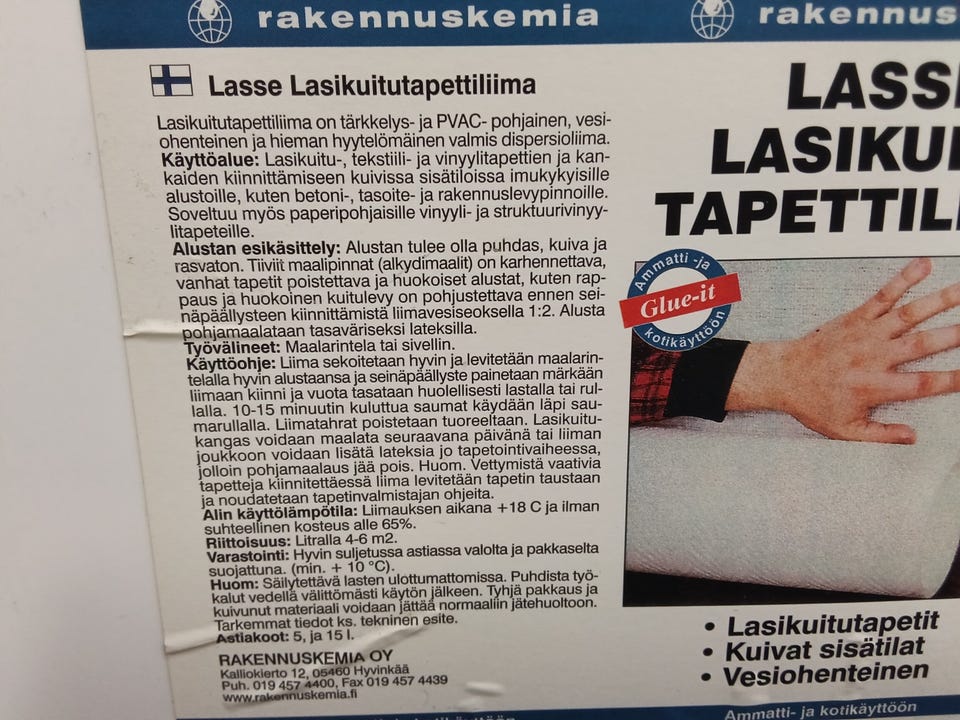 rakennuskemia
rakennus
Lasse Lasikuitutapettiliima
Lasikuitutapettiliima on tärkkelys- ja PVAC- pohjainen, vesi-
ohenteinen ja hieman hyytelömäinen valmis dispersioliima.
Käyttöalue: Lasikuitu-, tekstiili- ja vinyylitapettien ja kan-
kaiden kiinnittämiseen kuivissa sisätiloissa imukykyisille
alustoille, kuten betoni-, tasoite- ja rakennuslevypinnoille.
Soveltuu myös paperipohjaisille vinyyli- ja struktuurivinyy-
litapeteille.
Alustan esikäsittely: Alustan tulee olla puhdas, kuiva ja
rasvaton. Tiiviit maalipinnat (alkydimaalit) on karhennettava,
vanhat tapetit poistettava ja huokoiset alustat, kuten rap-
paus ja huokoinen kuitulevy on pohjustettava ennen sei-
näpäällysteen kiinnittämistä liimavesiseoksella 1:2. Alusta
pohjamaalataan tasaväriseksi lateksilla.
Työvälineet: Maalarintela tai sivellin.
Käyttöohje: Liima sekoitetaan hyvin ja levitetään maalarin-
telalla hyvin alustaansa ja seinäpäällyste painetaan märkään
liimaan kiinni ja vuota tasataan huolellisesti lastalla tai rul-
lalla. 10-15 minuutin kuluttua saumat käydään läpi sau-
marullalla. Liimatahrat poistetaan tuoreeltaan. Lasikuitu-
kangas voidaan maalata seuraavana päivänä tai liiman
joukkoon voidaan lisätä lateksia jo tapetointivaiheessa,
jolloin pohjamaalaus jää pois. Huom. Vettymistä vaativia
tapetteja kiinnitettäessä liima levitetään tapetin taustaan
ja noudatetaan tapetinvalmistajan ohjeita.
Alin käyttölämpötila: Liimauksen aikana +18 C ja ilman
suhteellinen kosteus alle 65%.
Riittoisuus: Litralla 4-6 m2.
Varastointi: Hyvin suljetussa astiassa valolta ja pakkaselta
suojattuna. (min. + 10 °C).
Huom: Säilytettävä lasten ulottumattomissa. Puhdista työ-
kalut vedellä välittömästi käytön jälkeen. Tyhjä pakkaus ja
kuivunut materiaali voidaan jättää normaaliin jätehuoltoon.
Tarkemmat tiedot ks. tekninen esite.
Astiakoot: 5, ja 15 l.
RAKENNUSKEMIA OY
Kalliokierto 12, 05460 Hyvinkää
Puh. 019 457 4400, Fax 019 457 4439
www.rakennuskemia.fi
LASSE
LASIKUI
TAPETTIL
Ammatti -ja
Glue-it
kotikäyttöön
• Lasikuitutapetit
• Kuivat sisätilat
• Vesiohenteinen
Ammatti- ja kotikäyttöön